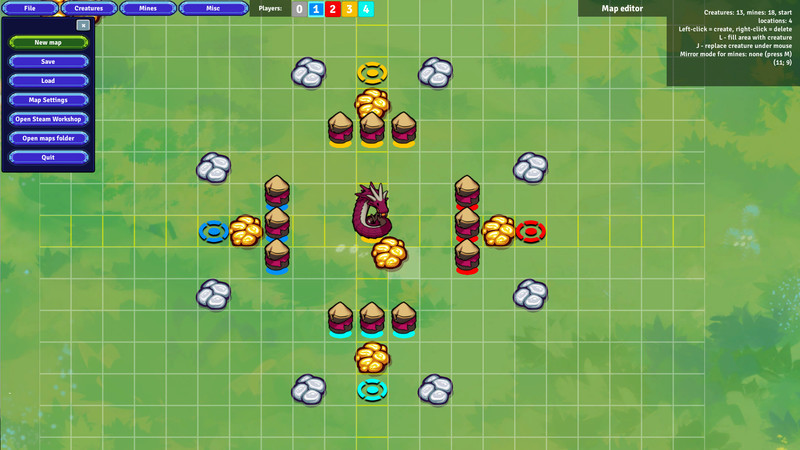 File
Creatures
Mines
Misc
Players:
0
1
2
3
4
Map editor
Creatures: 13, mines: 18, start
locations: 4
Left-click = create, right-click = delete
L - fill area with creature
J - replace creature under mouse
Mirror mode for mines: none (press M)
(11; 9)
New map
Save
Load
Map Settings
Open Steam Workshop
Open maps folder
Quit